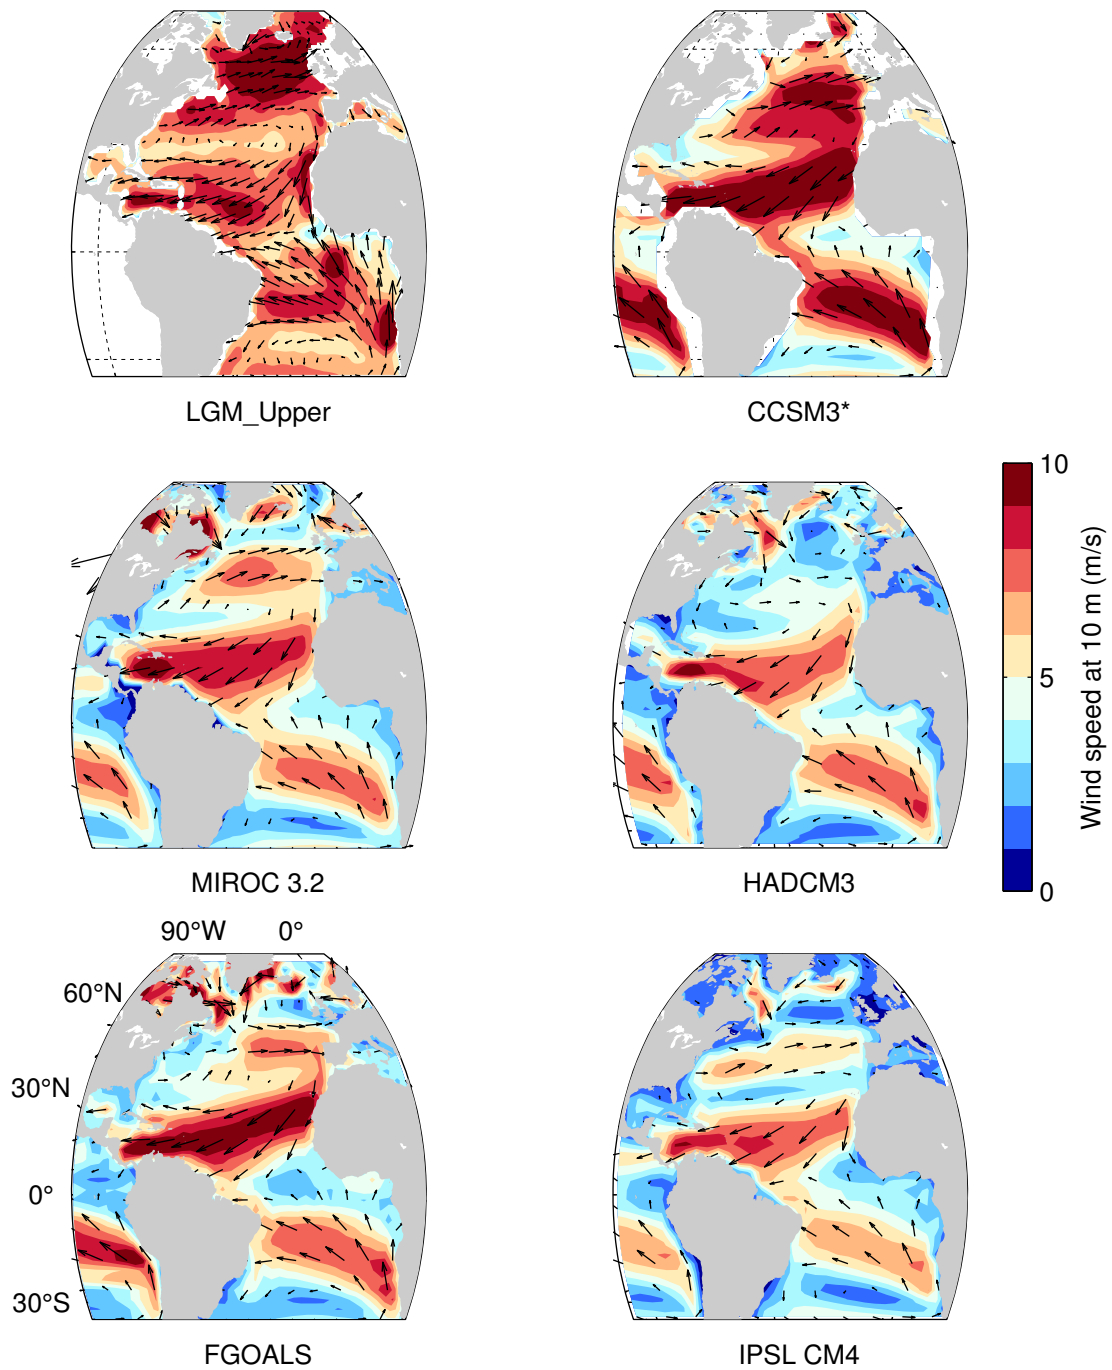 LGM_Upper
CCSM3*
10
5
0
Wind speed at 10 m (m/s)
MIROC 3.2
HADCM3
90°W 0°
60°N
30°N
0°
30°S
FGOALS
IPSL CM4